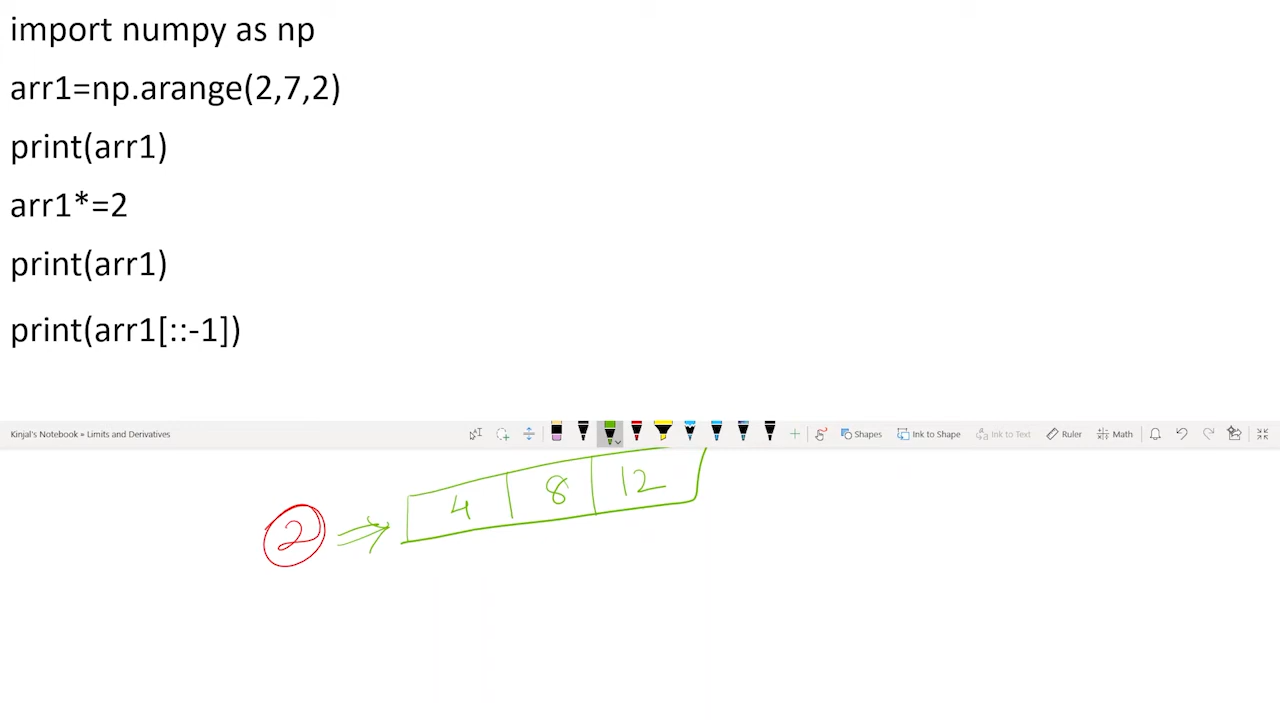 import numpy as np
arr1=np.arange(2,7,2)
print(arr1)
arr1*=2
print(arr1)
print(arr1[::-1])
Kinjal's Notebook » Limits and Derivatives
Shapes Ink to Shape Ink to Text Ruler Math
4 8 12
2